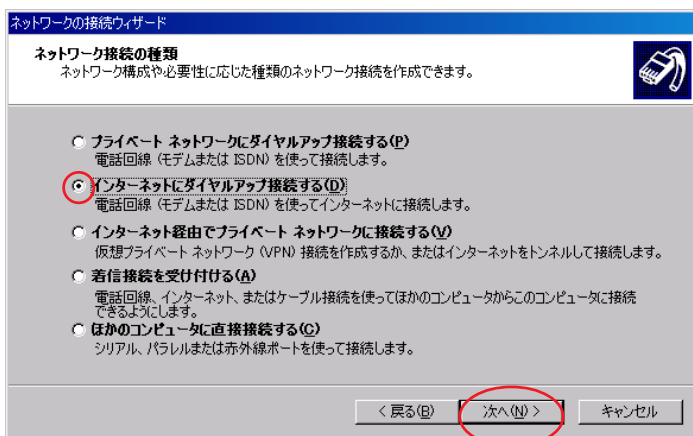 ネットワークの接続ウィザード
ネットワーク接続の種類
ネットワーク構成や必要性に応じた種類のネットワーク接続を作成できます。
プライベート ネットワークにダイヤルアップ接続する(P)
電話回線 (モデムまたは ISDN) を使って接続します。
インターネットにダイヤルアップ接続する(D)
電話回線 (モデムまたは ISDN) を使ってインターネットに接続します。
インターネット経由でプライベート ネットワークに接続する(V)
仮想プライベート ネットワーク (VPN) 接続を作成するか、またはインターネットをトンネルして接続します。
着信接続を受け付ける(A)
電話回線、インターネット、またはケーブル接続を使ってほかのコンピュータからこのコンピュータに接続
できるようにします。
ほかのコンピュータに直接接続する(C)
シリアル、パラレルまたは赤外線ポートを使って接続します。
< 戻る(B) 次へ(N) > キャンセル